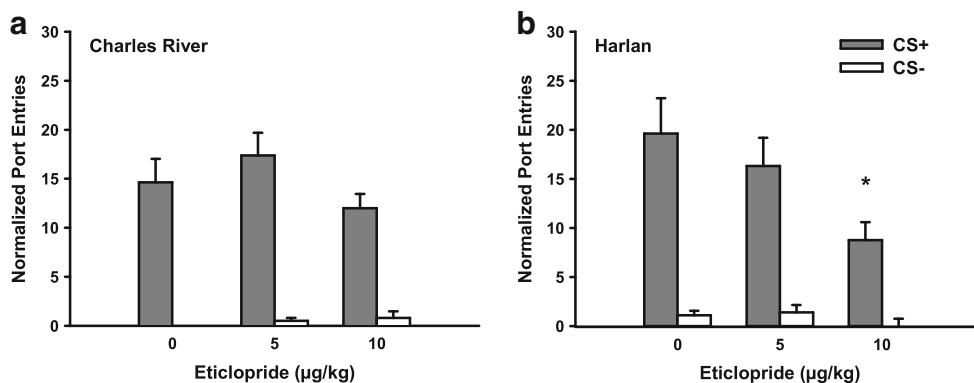 a
Charles River
30
25
20
15
10
5
0
Normalized Port Entries
0 5 10
Eticlopride (µg/kg)
b
Harlan
CS+
CS-
30
25
20
15
10
5
0
Normalized Port Entries
*
0 5 10
Eticlopride (µg/kg)